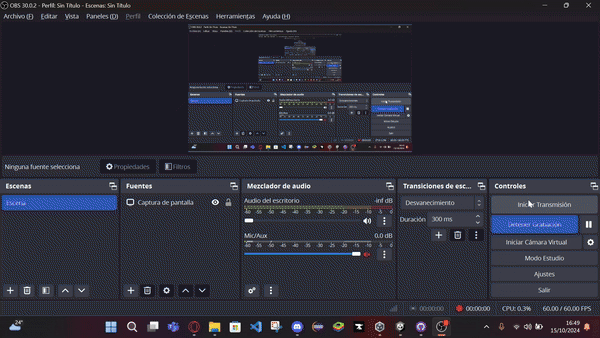 OBS 30.0.2 - Perfil: Sin Título - Escenas: Sin Título
Archivo (F) Editar Vista Paneles (D) Perfil Colección de Escenas Herramientas Ayuda (H)
Ninguna fuente selecciona Propiedades Filtros
Escenas Fuentes Mezclador de audio Transiciones de esc... Controles
Escena
Captura de pantalla
Audio del escritorio -inf dB
-60 -55 -50 -45 -40 -35 -30 -25 -20 -15 -10 -5 0
Mic/Aux 0.0 dB
-60 -55 -50 -45 -40 -35 -30 -25 -20 -15 -10 -5 0
Desvanecimiento
Duración 300 ms
Iniciar Transmisión
Detener Grabación
Iniciar Cámara Virtual
Modo Estudio
Ajustes
Salir
00:00:00 00:00:00 CPU: 0.3% 60.00 / 60.00 FPS
24°
16:49
15/10/2024